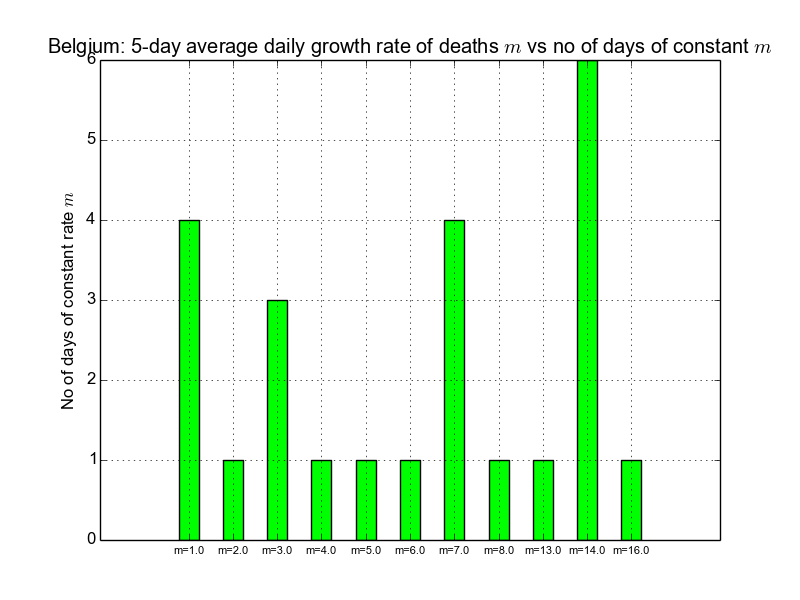 Belgium: 5-day average daily growth rate of deaths m vs no of days of constant m
No of days of constant rate m
6
5
4
3
2
1
0
m=1.0 m=2.0 m=3.0 m=4.0 m=5.0 m=6.0 m=7.0 m=8.0 m=13.0 m=14.0 m=16.0